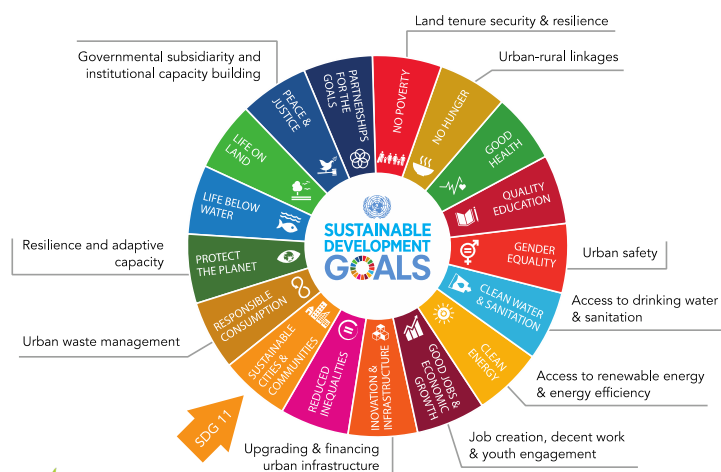 Land tenure security & resilience
Governmental subsidiarity and
institutional capacity building
Urban-rural linkages
PARTNERSHIPS
FOR THE
GOALS
NO POVERTY
NO HUNGER
PEACE &
JUSTICE
GOOD
HEALTH
LIFE ON
LAND
QUALITY
EDUCATION
LIFE BELOW
WATER
SUSTAINABLE
DEVELOPMENT
GOALS
GENDER
EQUALITY
Urban safety
Resilience and adaptive
capacity
PROTECT
THE PLANET
CLEAN WATER
& SANITATION
Access to drinking water
& sanitation
RESPONSIBLE
CONSUMPTION
Urban waste management
SUSTAINABLE
CITIES &
COMMUNITIES
REDUCED
INEQUALITIES
INOVATION &
INFRASTRUCTURE
GOOD JOBS &
ECONOMIC
GROWTH
CLEAN
ENERGY
Access to renewable energy
& energy efficiency
SDG 11
Job creation, decent work
& youth engagement
Upgrading & financing
urban infrastructure